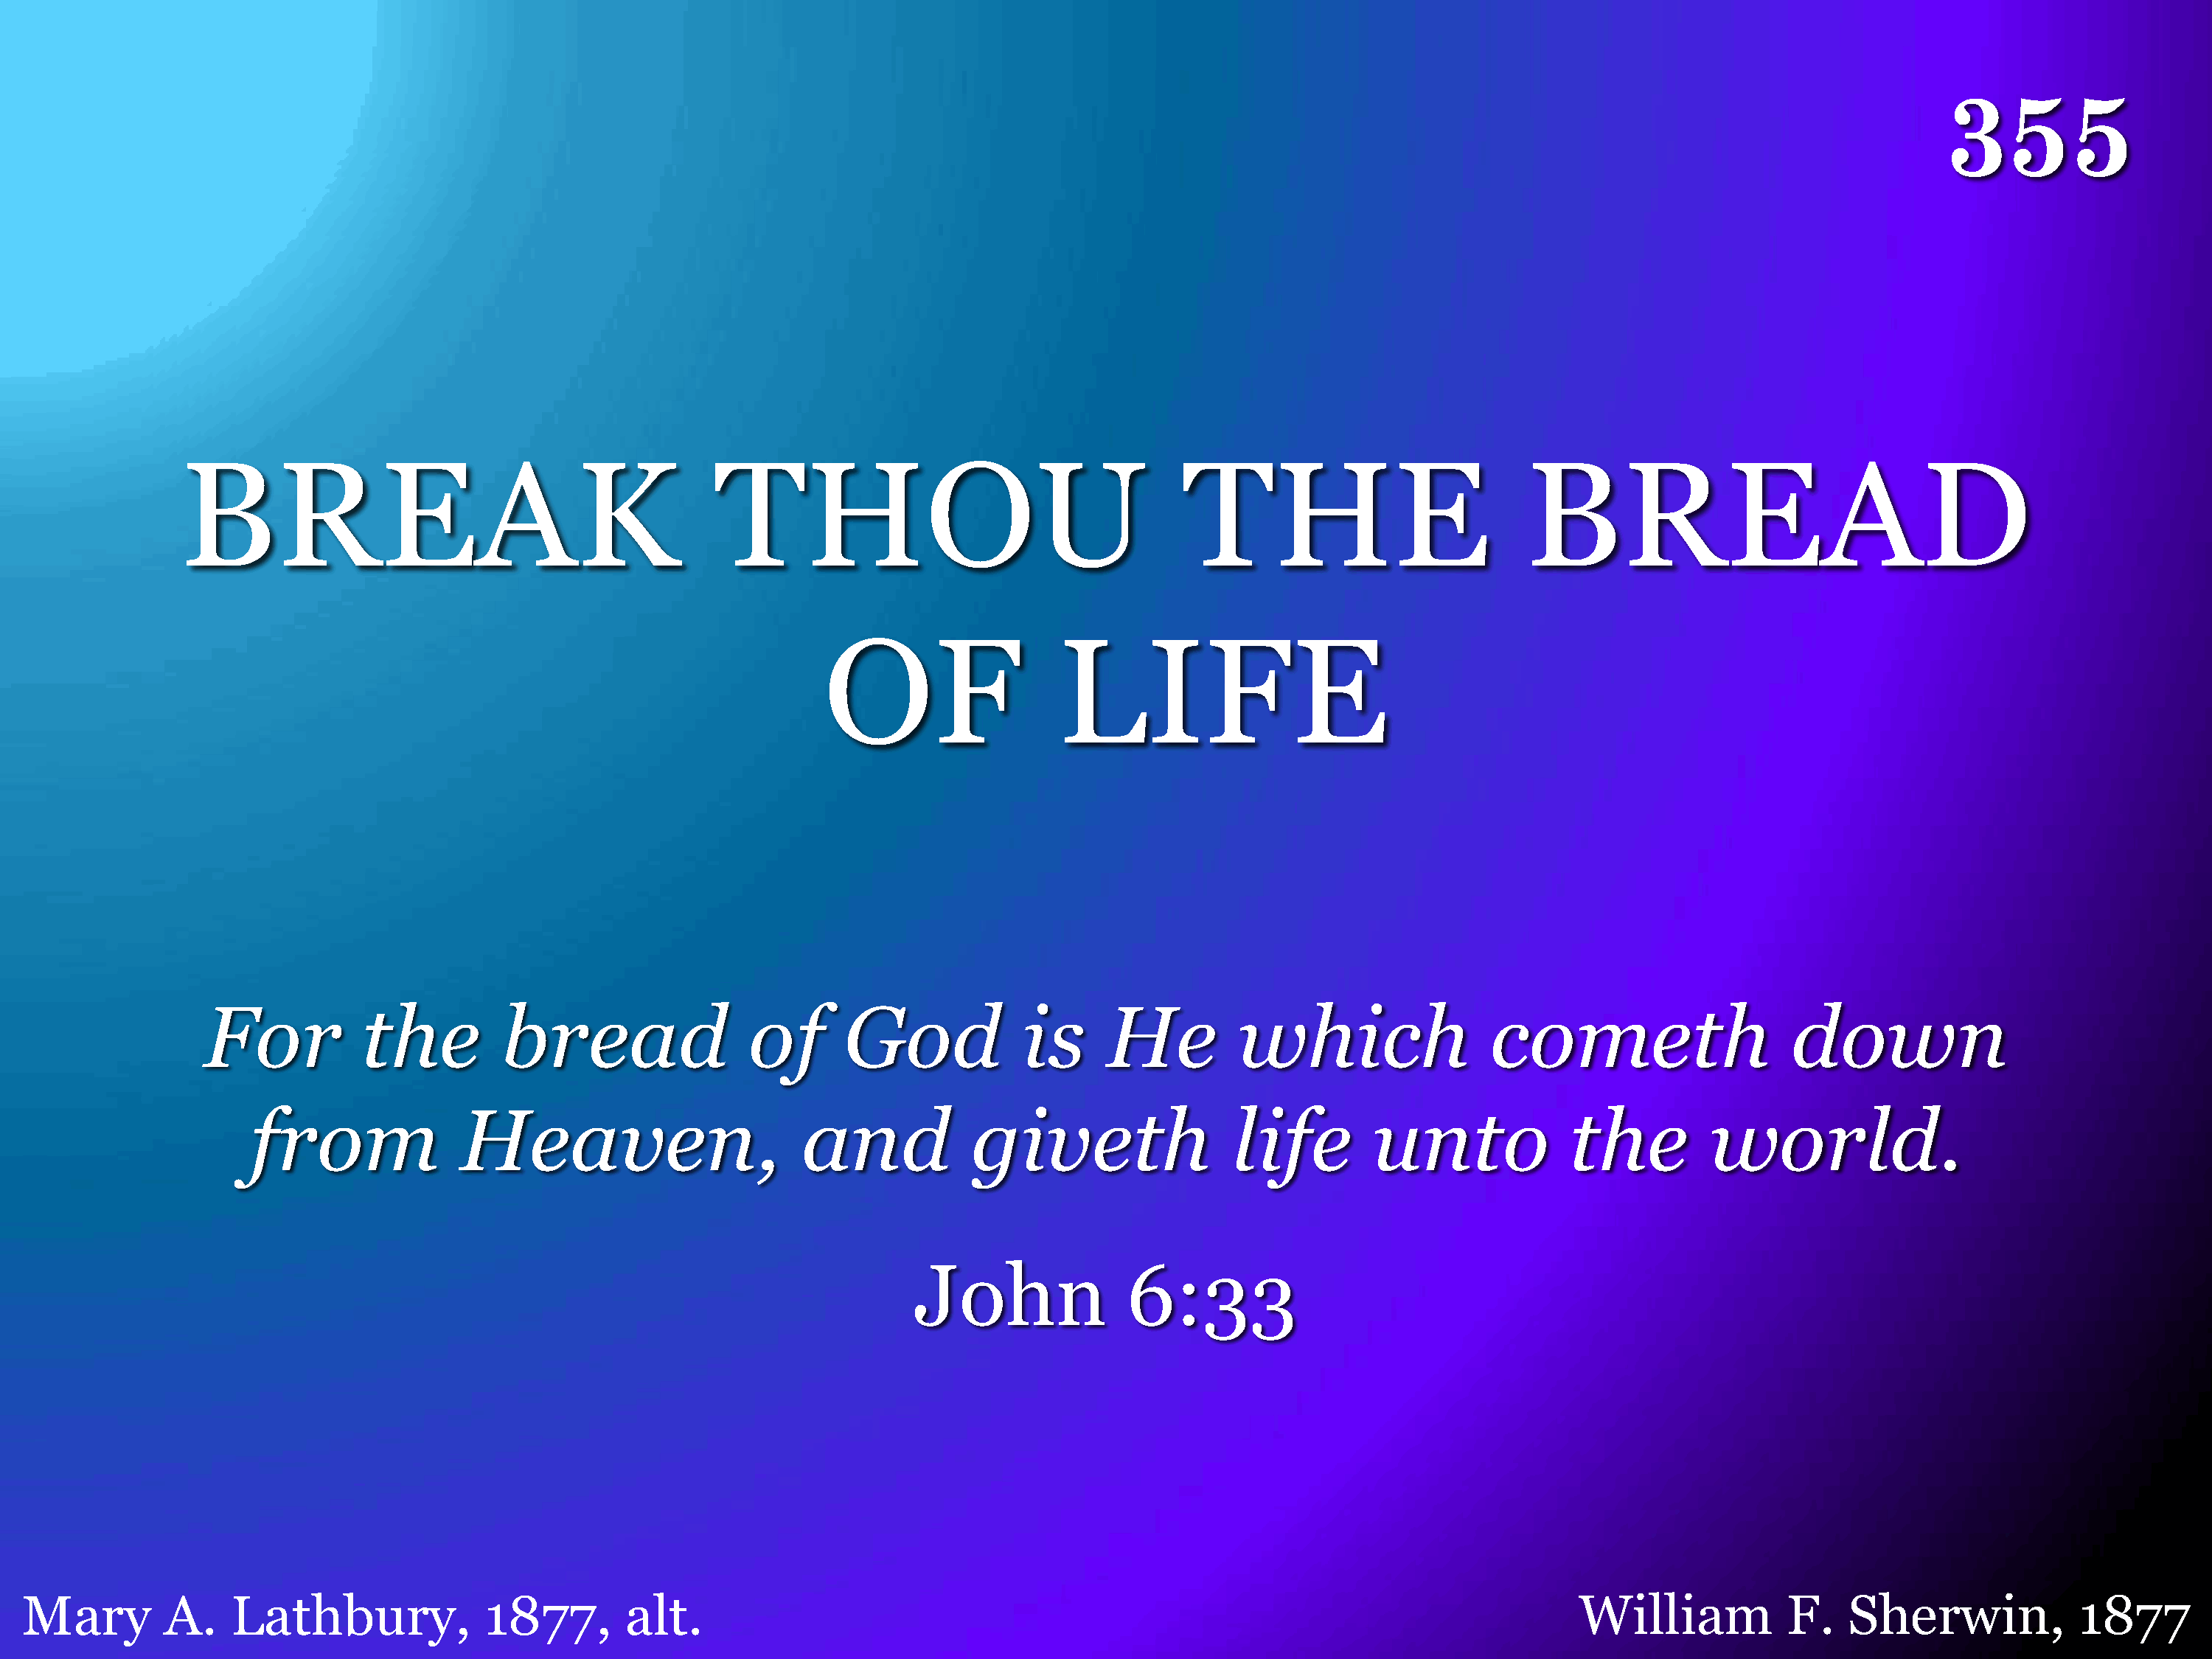 355
BREAK THOU THE BREAD
OF LIFE
For the bread of God is He which cometh down
from Heaven, and giveth life unto the world.
John 6:33
Mary A. Lathbury, 1877, alt.
William F. Sherwin, 1877